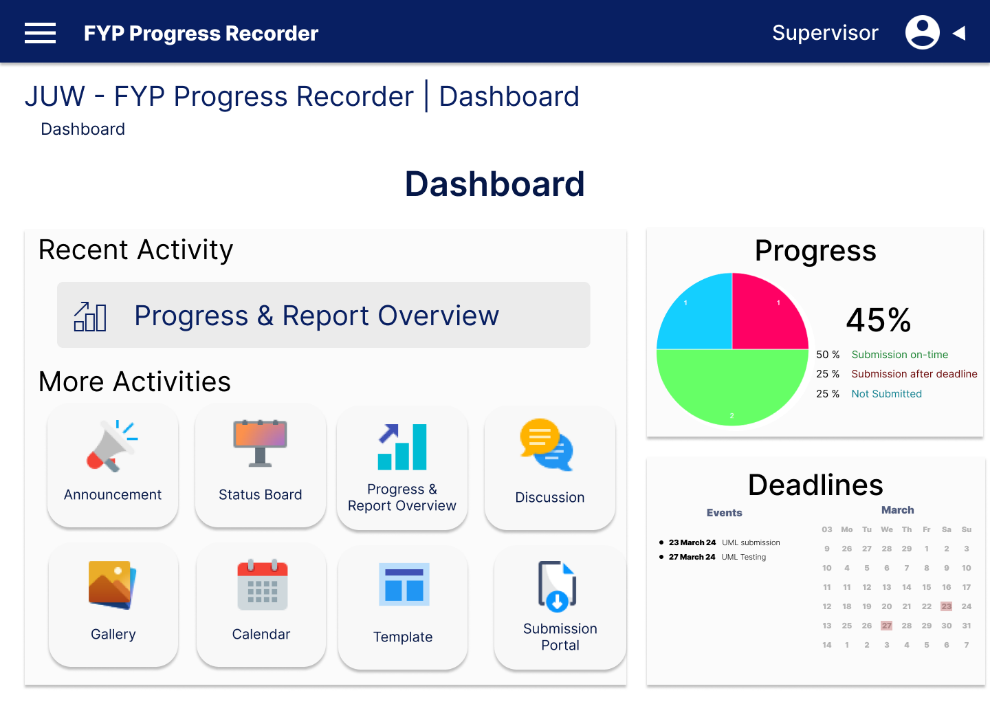 FYP Progress Recorder
Supervisor
JUW - FYP Progress Recorder | Dashboard
Dashboard
Dashboard
Recent Activity
Progress & Report Overview
More Activities
Announcement
Status Board
Progress &
Report Overview
Discussion
Gallery
Calendar
Template
Submission
Portal
Progress
1
1
2
45%
50 % Submission on-time
25 % Submission after deadline
25 % Not Submitted
Deadlines
Events
23 March 24 UML submission
27 March 24 UML Testing
March
03 Mo Tu We Th Fr Sa Su
9 26 27 28 29 1 2 3
10 4 5 6 7 8 9 10
11 11 12 13 14 15 16 17
12 18 19 20 21 22 23 24
13 25 26 27 28 29 30 31
14 1 2 3 4 5 6 7